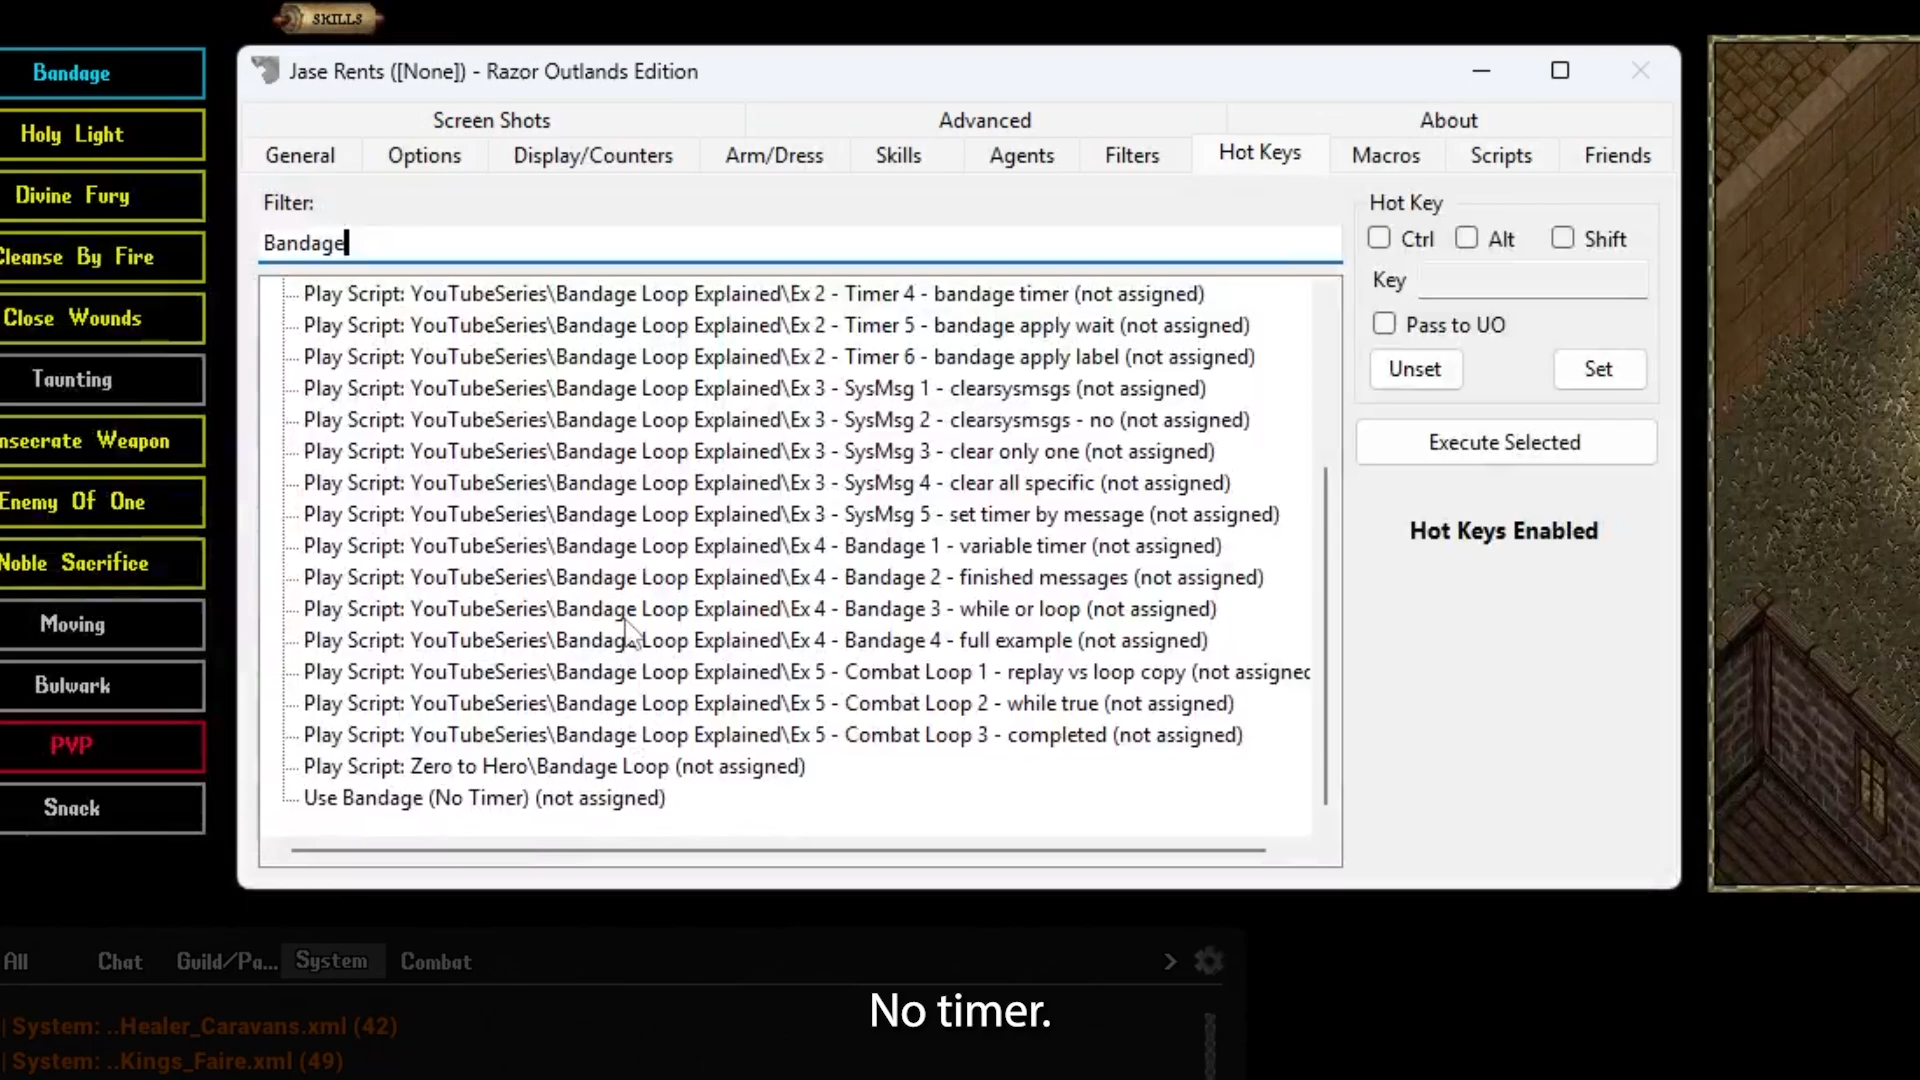 SKILLS
Bandage
Holy Light
Divine Fury
Cleanse By Fire
Close Wounds
Taunting
nsecrate Weapon
Enemy Of One
Noble Sacrifice
Moving
Bulwark
PVP
Snack
Jase Rents ([None]) - Razor Outlands Edition
Screen Shots Advanced About
General Options Display/Counters Arm/Dress Skills Agents Filters Hot Keys Macros Scripts Friends
Filter:
Bandage
Play Script: YouTubeSeries\Bandage Loop Explained\Ex 2 - Timer 4 - bandage timer (not assigned)
Play Script: YouTubeSeries\Bandage Loop Explained\Ex 2 - Timer 5 - bandage apply wait (not assigned)
Play Script: YouTubeSeries\Bandage Loop Explained\Ex 2 - Timer 6 - bandage apply label (not assigned)
Play Script: YouTubeSeries\Bandage Loop Explained\Ex 3 - SysMsg 1 - clearsysmsgs (not assigned)
Play Script: YouTubeSeries\Bandage Loop Explained\Ex 3 - SysMsg 2 - clearsysmsgs - no (not assigned)
Play Script: YouTubeSeries\Bandage Loop Explained\Ex 3 - SysMsg 3 - clear only one (not assigned)
Play Script: YouTubeSeries\Bandage Loop Explained\Ex 3 - SysMsg 4 - clear all specific (not assigned)
Play Script: YouTubeSeries\Bandage Loop Explained\Ex 3 - SysMsg 5 - set timer by message (not assigned)
Play Script: YouTubeSeries\Bandage Loop Explained\Ex 4 - Bandage 1 - variable timer (not assigned)
Play Script: YouTubeSeries\Bandage Loop Explained\Ex 4 - Bandage 2 - finished messages (not assigned)
Play Script: YouTubeSeries\Bandage Loop Explained\Ex 4 - Bandage 3 - while or loop (not assigned)
Play Script: YouTubeSeries\Bandage Loop Explained\Ex 4 - Bandage 4 - full example (not assigned)
Play Script: YouTubeSeries\Bandage Loop Explained\Ex 5 - Combat Loop 1 - replay vs loop copy (not assigned
Play Script: YouTubeSeries\Bandage Loop Explained\Ex 5 - Combat Loop 2 - while true (not assigned)
Play Script: YouTubeSeries\Bandage Loop Explained\Ex 5 - Combat Loop 3 - completed (not assigned)
Play Script: Zero to Hero\Bandage Loop (not assigned)
Use Bandage (No Timer) (not assigned)
Hot Key
Ctrl Alt Shift
Key
Pass to UO
Unset Set
Execute Selected
Hot Keys Enabled
All Chat Guild/Pa... System Combat >
| System: ..Healer_Caravans.xml (42)
| System: ..Kings_Faire.xml (49)
No timer.